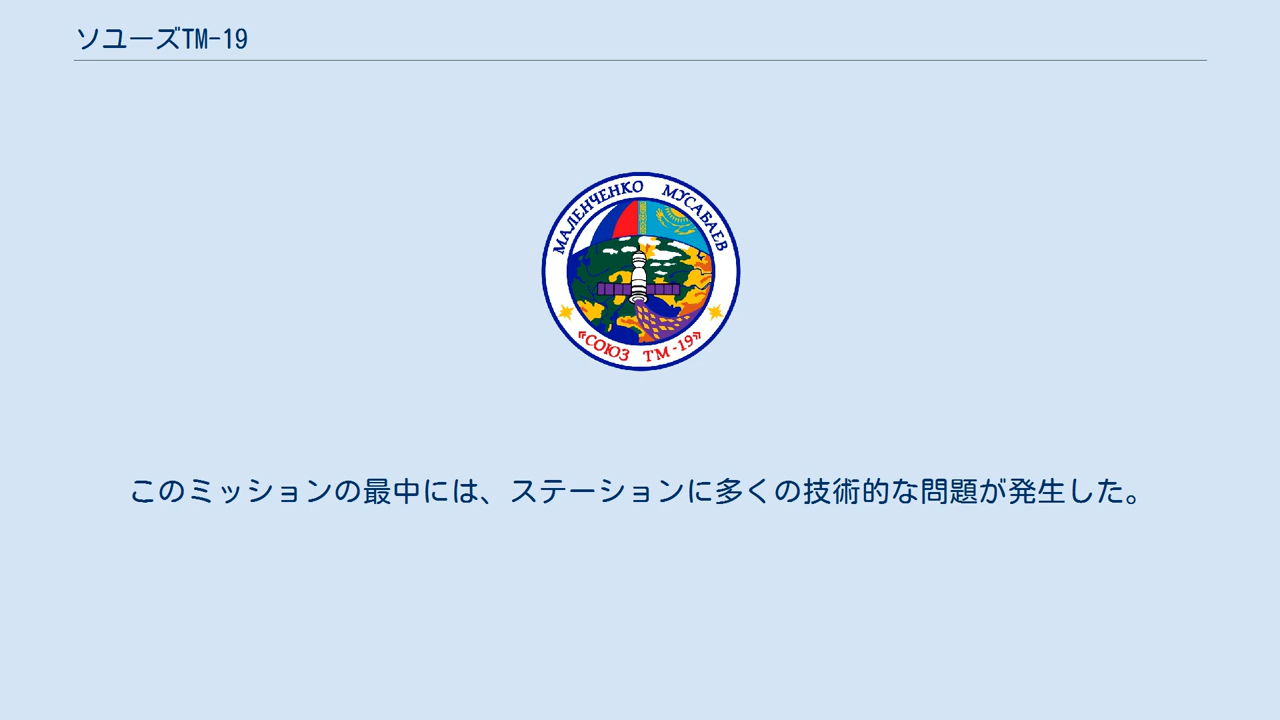 ソユーズTM-19
МАЛЕНЧЕНКО МУСАБАЕВ
«СОЮЗ ТМ-19»
このミッションの最中には、ステーションに多くの技術的な問題が発生した。